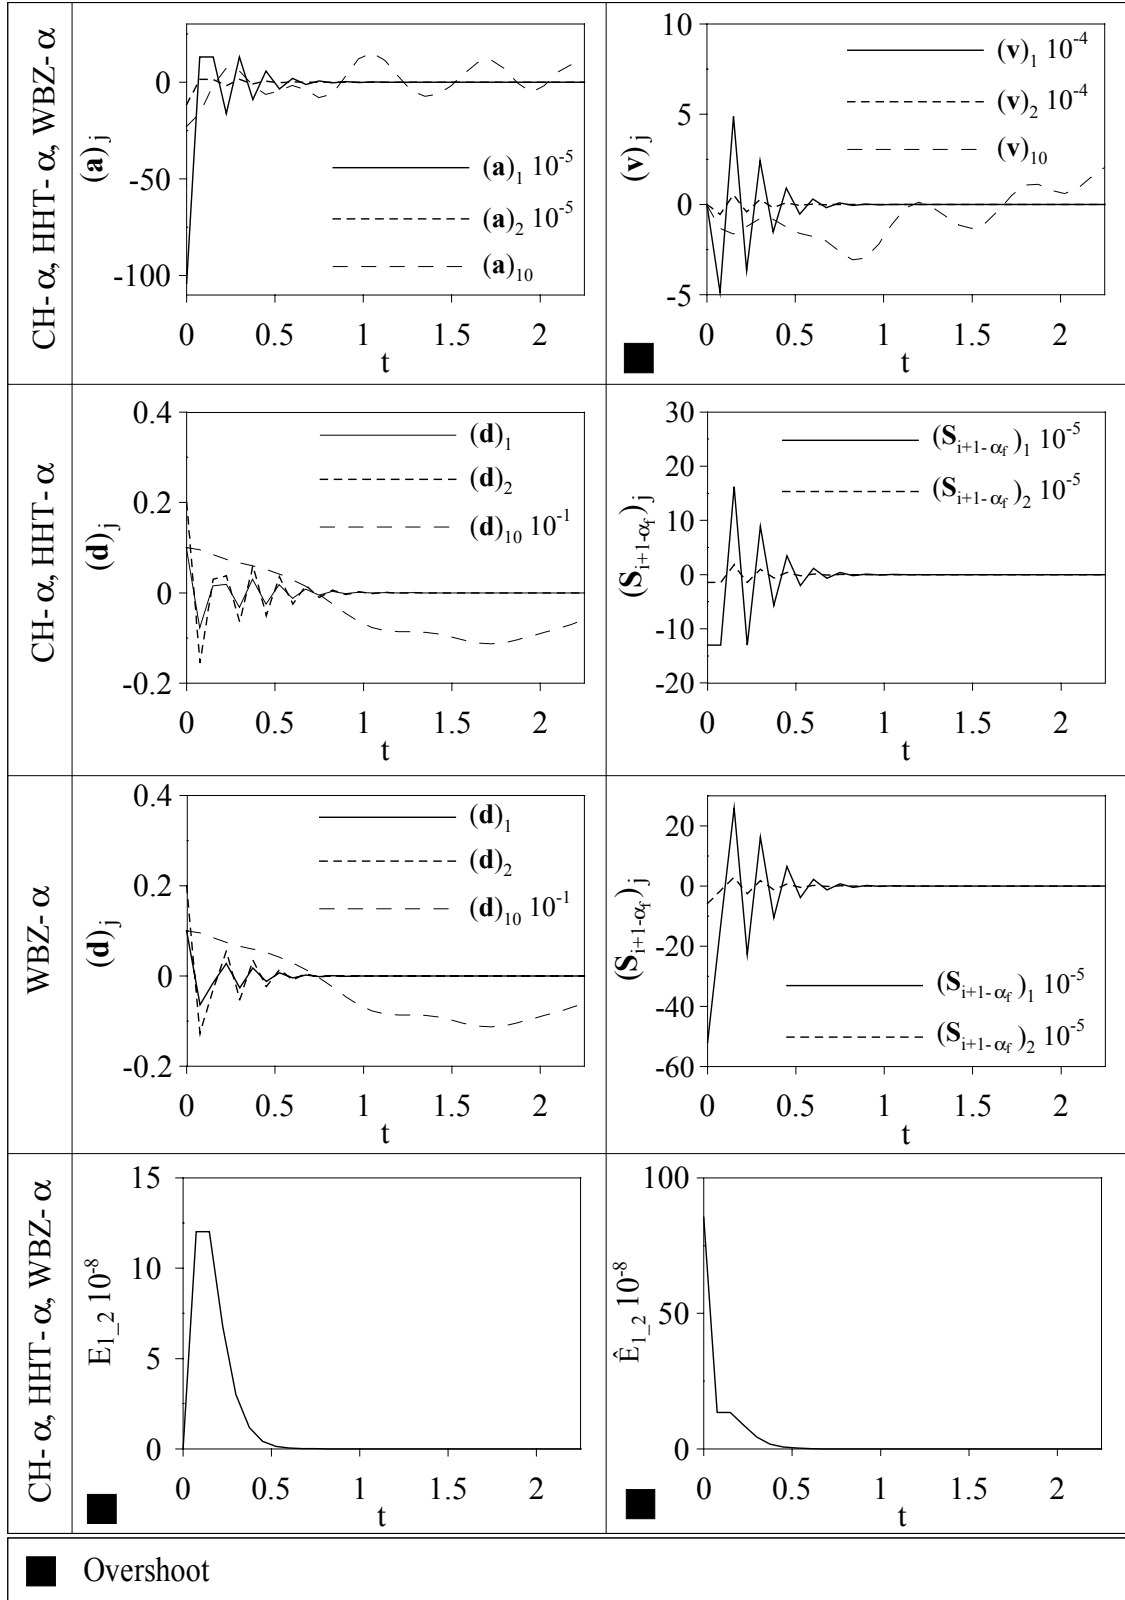 CH-α, HHT-α, WBZ-α
(a)j
0
-50
-100
(a)1 10-5
(a)2 10-5
(a)10
0 0.5 1 1.5 2
t
(v)j
10
5
0
-5
(v)1 10-4
(v)2 10-4
(v)10
0 0.5 1 1.5 2
t
CH-α, HHT-α
(d)j
0.4
0.2
0
-0.2
(d)1
(d)2
(d)10 10-1
0 0.5 1 1.5 2
t
(Si+1-αf)j
30
20
10
0
-10
-20
(Si+1-αf)1 10-5
(Si+1-αf)2 10-5
0 0.5 1 1.5 2
t
WBZ-α
(d)j
0.4
0.2
0
-0.2
(d)1
(d)2
(d)10 10-1
0 0.5 1 1.5 2
t
(Si+1-αf)j
20
0
-20
-40
-60
(Si+1-αf)1 10-5
(Si+1-αf)2 10-5
0 0.5 1 1.5 2
t
CH-α, HHT-α, WBZ-α
E1_2 10-8
15
10
5
0
0 0.5 1 1.5 2
t
Ê1_2 10-8
100
50
0
0 0.5 1 1.5 2
t
Overshoot